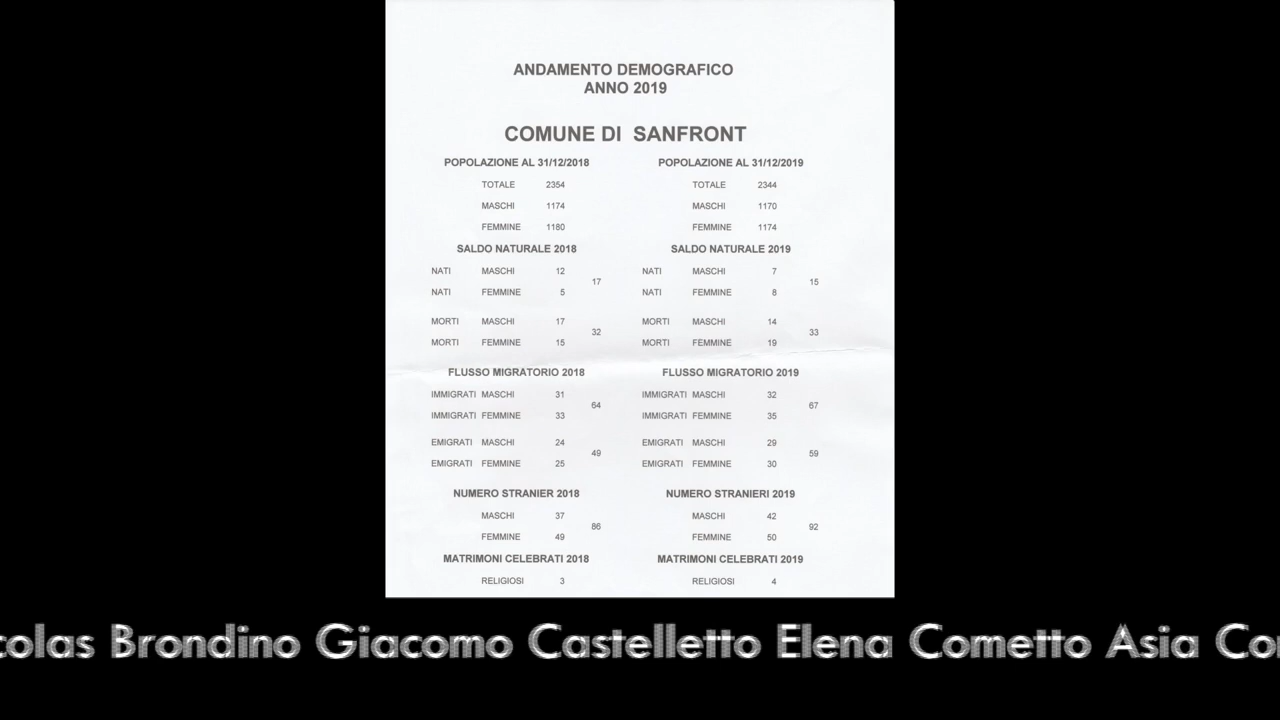 ANDAMENTO DEMOGRAFICO
ANNO 2019
COMUNE DI SANFRONT
POPOLAZIONE AL 31/12/2018 POPOLAZIONE AL 31/12/2019
TOTALE 2354 TOTALE 2344
MASCHI 1174 MASCHI 1170
FEMMINE 1180 FEMMINE 1174
SALDO NATURALE 2018 SALDO NATURALE 2019
NATI MASCHI 12 NATI MASCHI 7
17 15
NATI FEMMINE 5 NATI FEMMINE 8
MORTI MASCHI 17 MORTI MASCHI 14
32 33
MORTI FEMMINE 15 MORTI FEMMINE 19
FLUSSO MIGRATORIO 2018 FLUSSO MIGRATORIO 2019
IMMIGRATI MASCHI 31 IMMIGRATI MASCHI 32
64 67
IMMIGRATI FEMMINE 33 IMMIGRATI FEMMINE 35
EMIGRATI MASCHI 24 EMIGRATI MASCHI 29
49 59
EMIGRATI FEMMINE 25 EMIGRATI FEMMINE 30
NUMERO STRANIER 2018 NUMERO STRANIERI 2019
MASCHI 37 MASCHI 42
86 92
FEMMINE 49 FEMMINE 50
MATRIMONI CELEBRATI 2018 MATRIMONI CELEBRATI 2019
RELIGIOSI 3 RELIGIOSI 4
colas Brondino Giacomo Castelletto Elena Cometto Asia Co